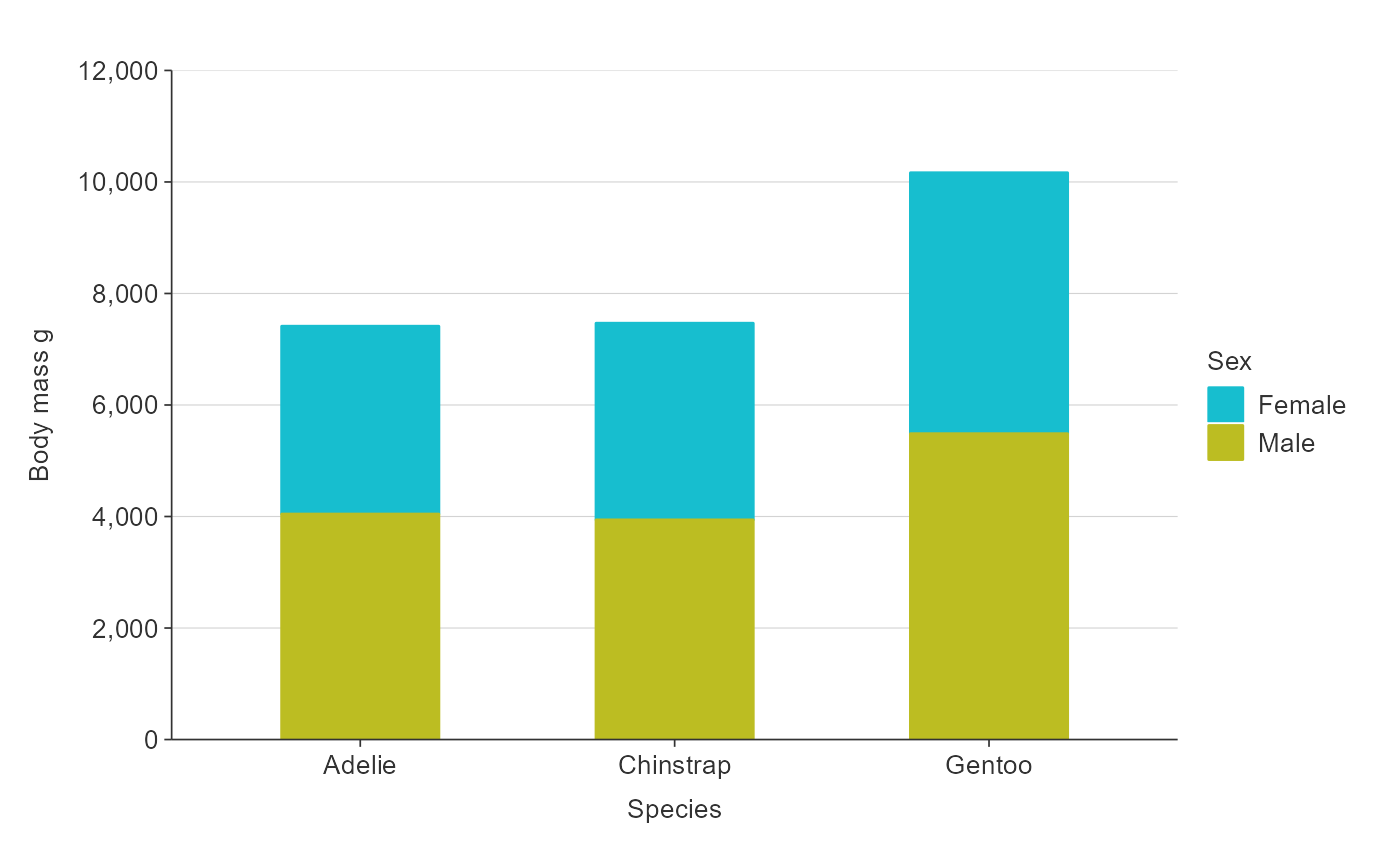 12,000
10,000
8,000
6,000
4,000
2,000
0
Body mass g
Adelie
Chinstrap
Gentoo
Species
Sex
Female
Male